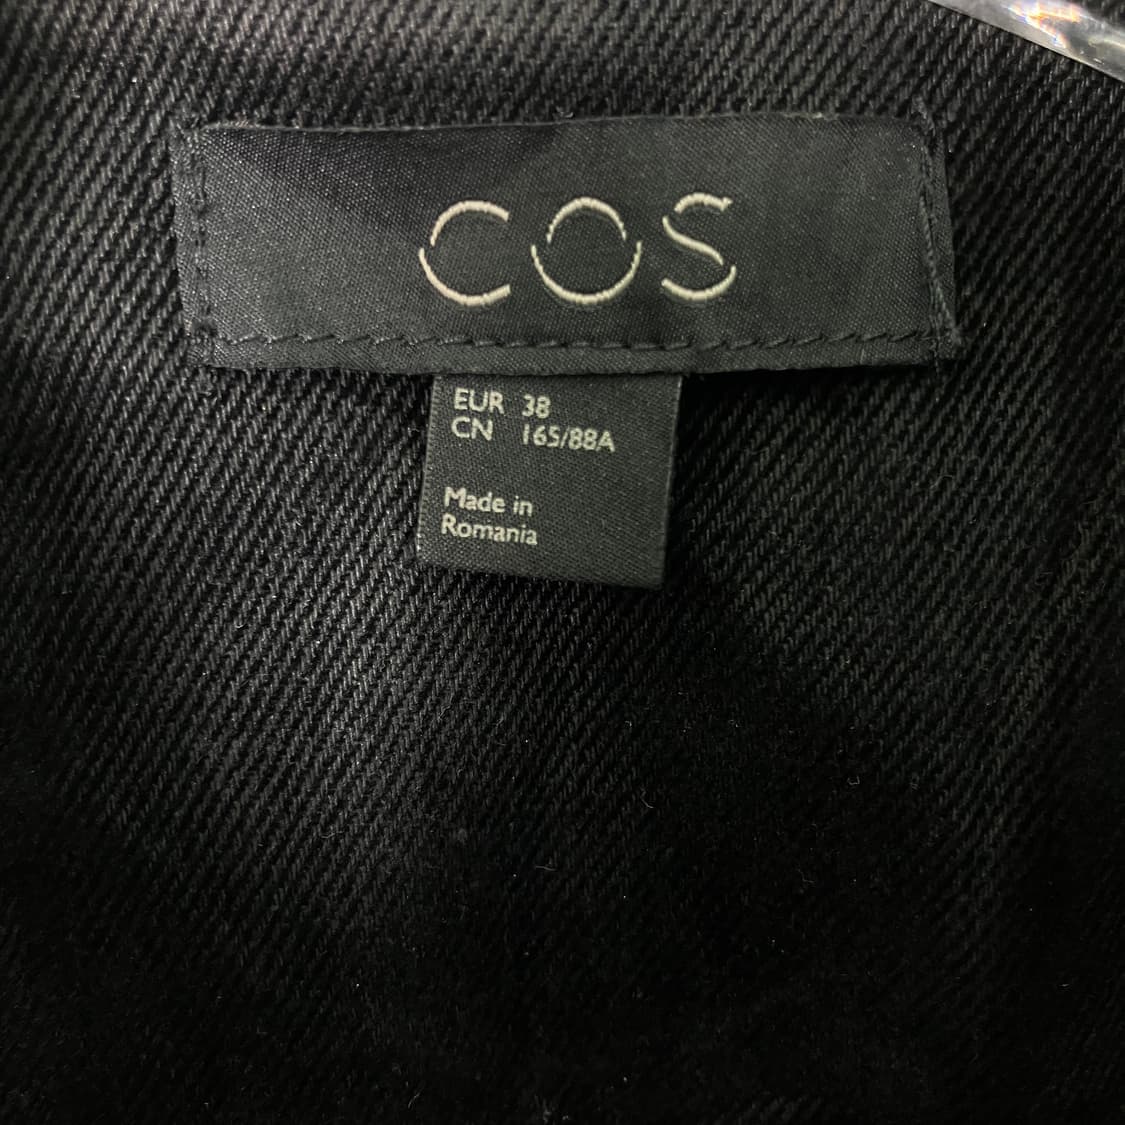 COS
EUR 38
CN 165/88A
Made in
Romania